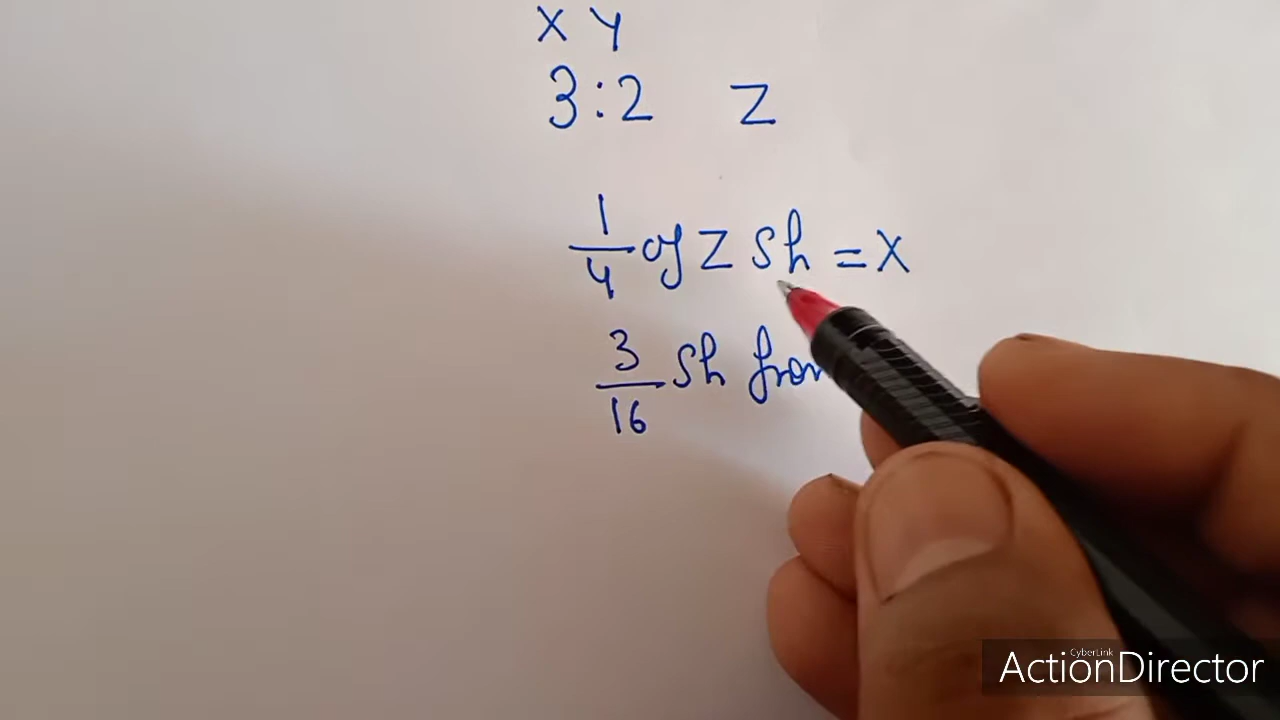 X Y
3:2 Z
1/4 of Z sh = X
3/16 sh from
CyberLink
ActionDirector